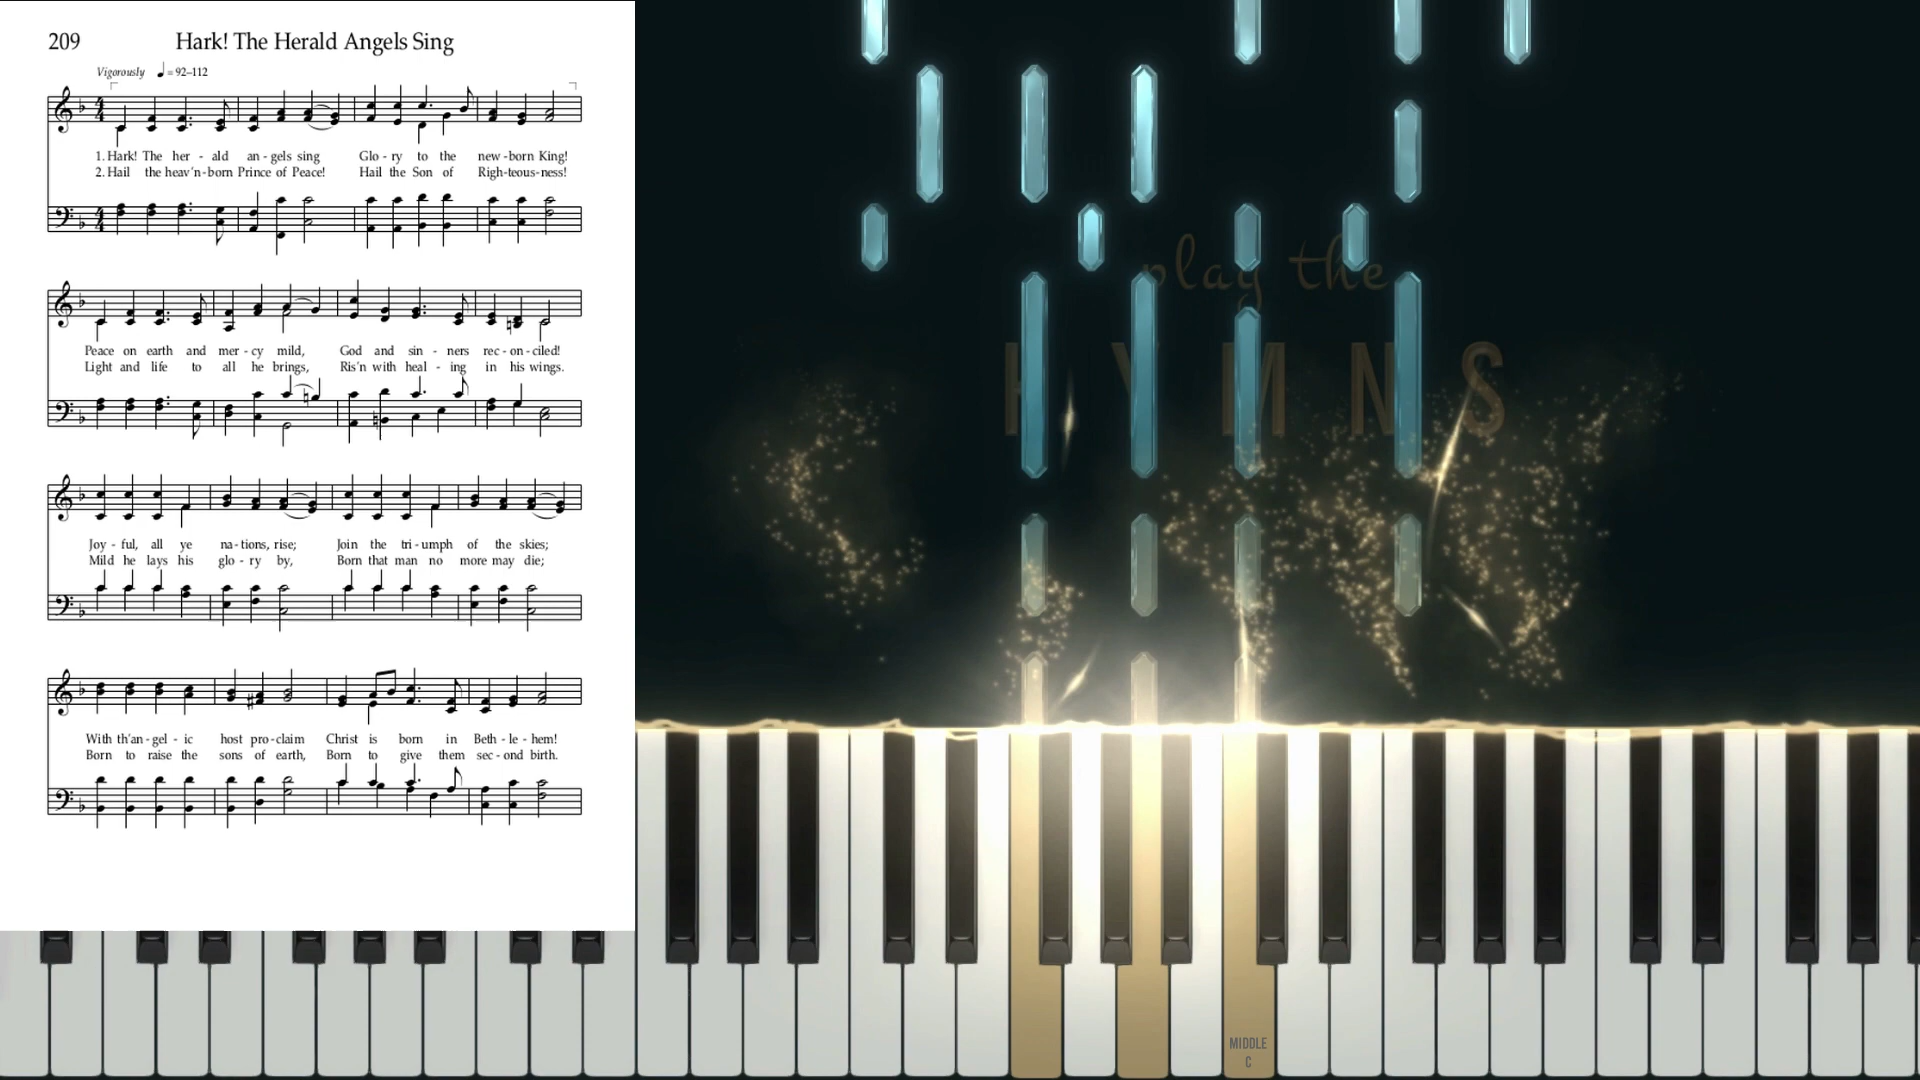 209
Hark! The Herald Angels Sing
Vigorously ♩ = 92–112
1. Hark! The her - ald an - gels sing Glo - ry to the new - born King!
2. Hail the heav'n - born Prince of Peace! Hail the Son of Righ - teous - ness!
Peace on earth and mer - cy mild, God and sin - ners rec - on - ciled!
Light and life to all he brings, Ris'n with heal - ing in his wings.
Joy - ful, all ye na - tions, rise; Join the tri - umph of the skies;
Mild he lays his glo - ry by, Born that man no more may die;
With th'an - gel - ic host pro - claim Christ is born in Beth - le - hem!
Born to raise the sons of earth, Born to give them sec - ond birth.
play the
HYMNS
MIDDLE
C